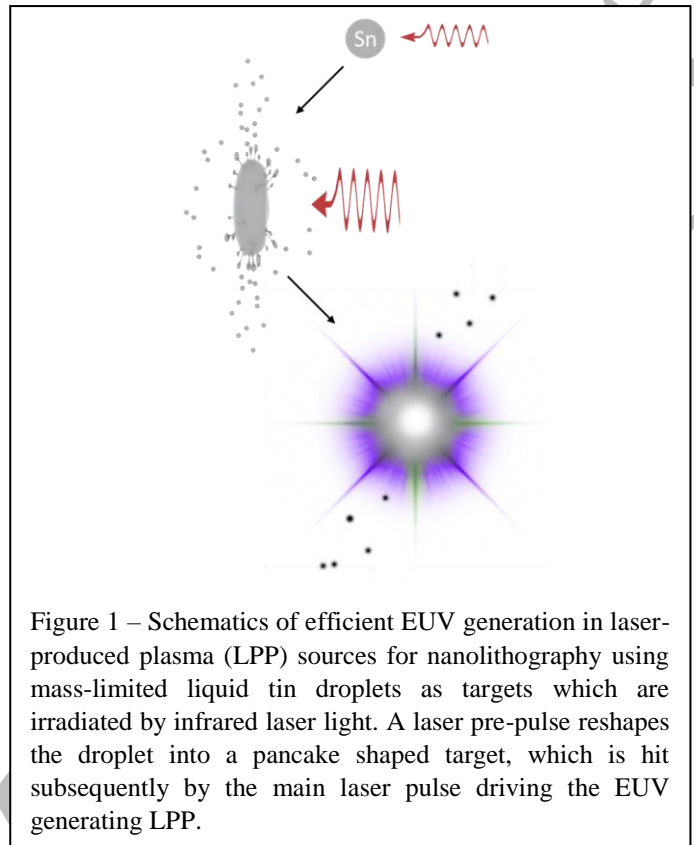 Sn
Figure 1 – Schematics of efficient EUV generation in laser-
produced plasma (LPP) sources for nanolithography using
mass-limited liquid tin droplets as targets which are
irradiated by infrared laser light. A laser pre-pulse reshapes
the droplet into a pancake shaped target, which is hit
subsequently by the main laser pulse driving the EUV
generating LPP.